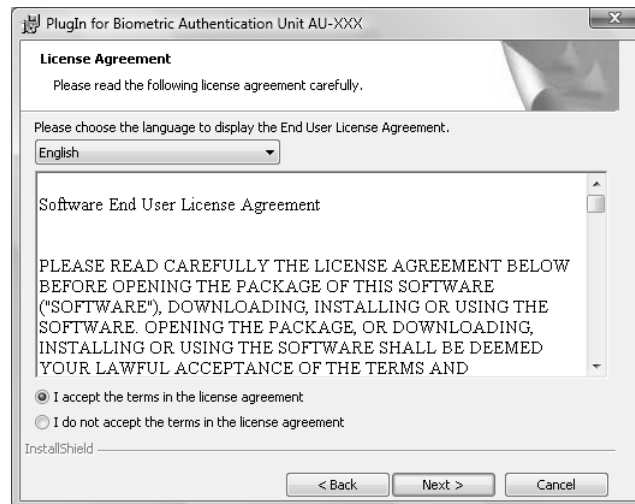 PlugIn for Biometric Authentication Unit AU-XXX
License Agreement
Please read the following license agreement carefully.
Please choose the language to display the End User License Agreement.
English
Software End User License Agreement
PLEASE READ CAREFULLY THE LICENSE AGREEMENT BELOW
BEFORE OPENING THE PACKAGE OF THIS SOFTWARE
("SOFTWARE"), DOWNLOADING, INSTALLING OR USING THE
SOFTWARE. OPENING THE PACKAGE, OR DOWNLOADING,
INSTALLING OR USING THE SOFTWARE SHALL BE DEEMED
YOUR LAWFUL ACCEPTANCE OF THE TERMS AND
I accept the terms in the license agreement
I do not accept the terms in the license agreement
InstallShield
< Back
Next >
Cancel